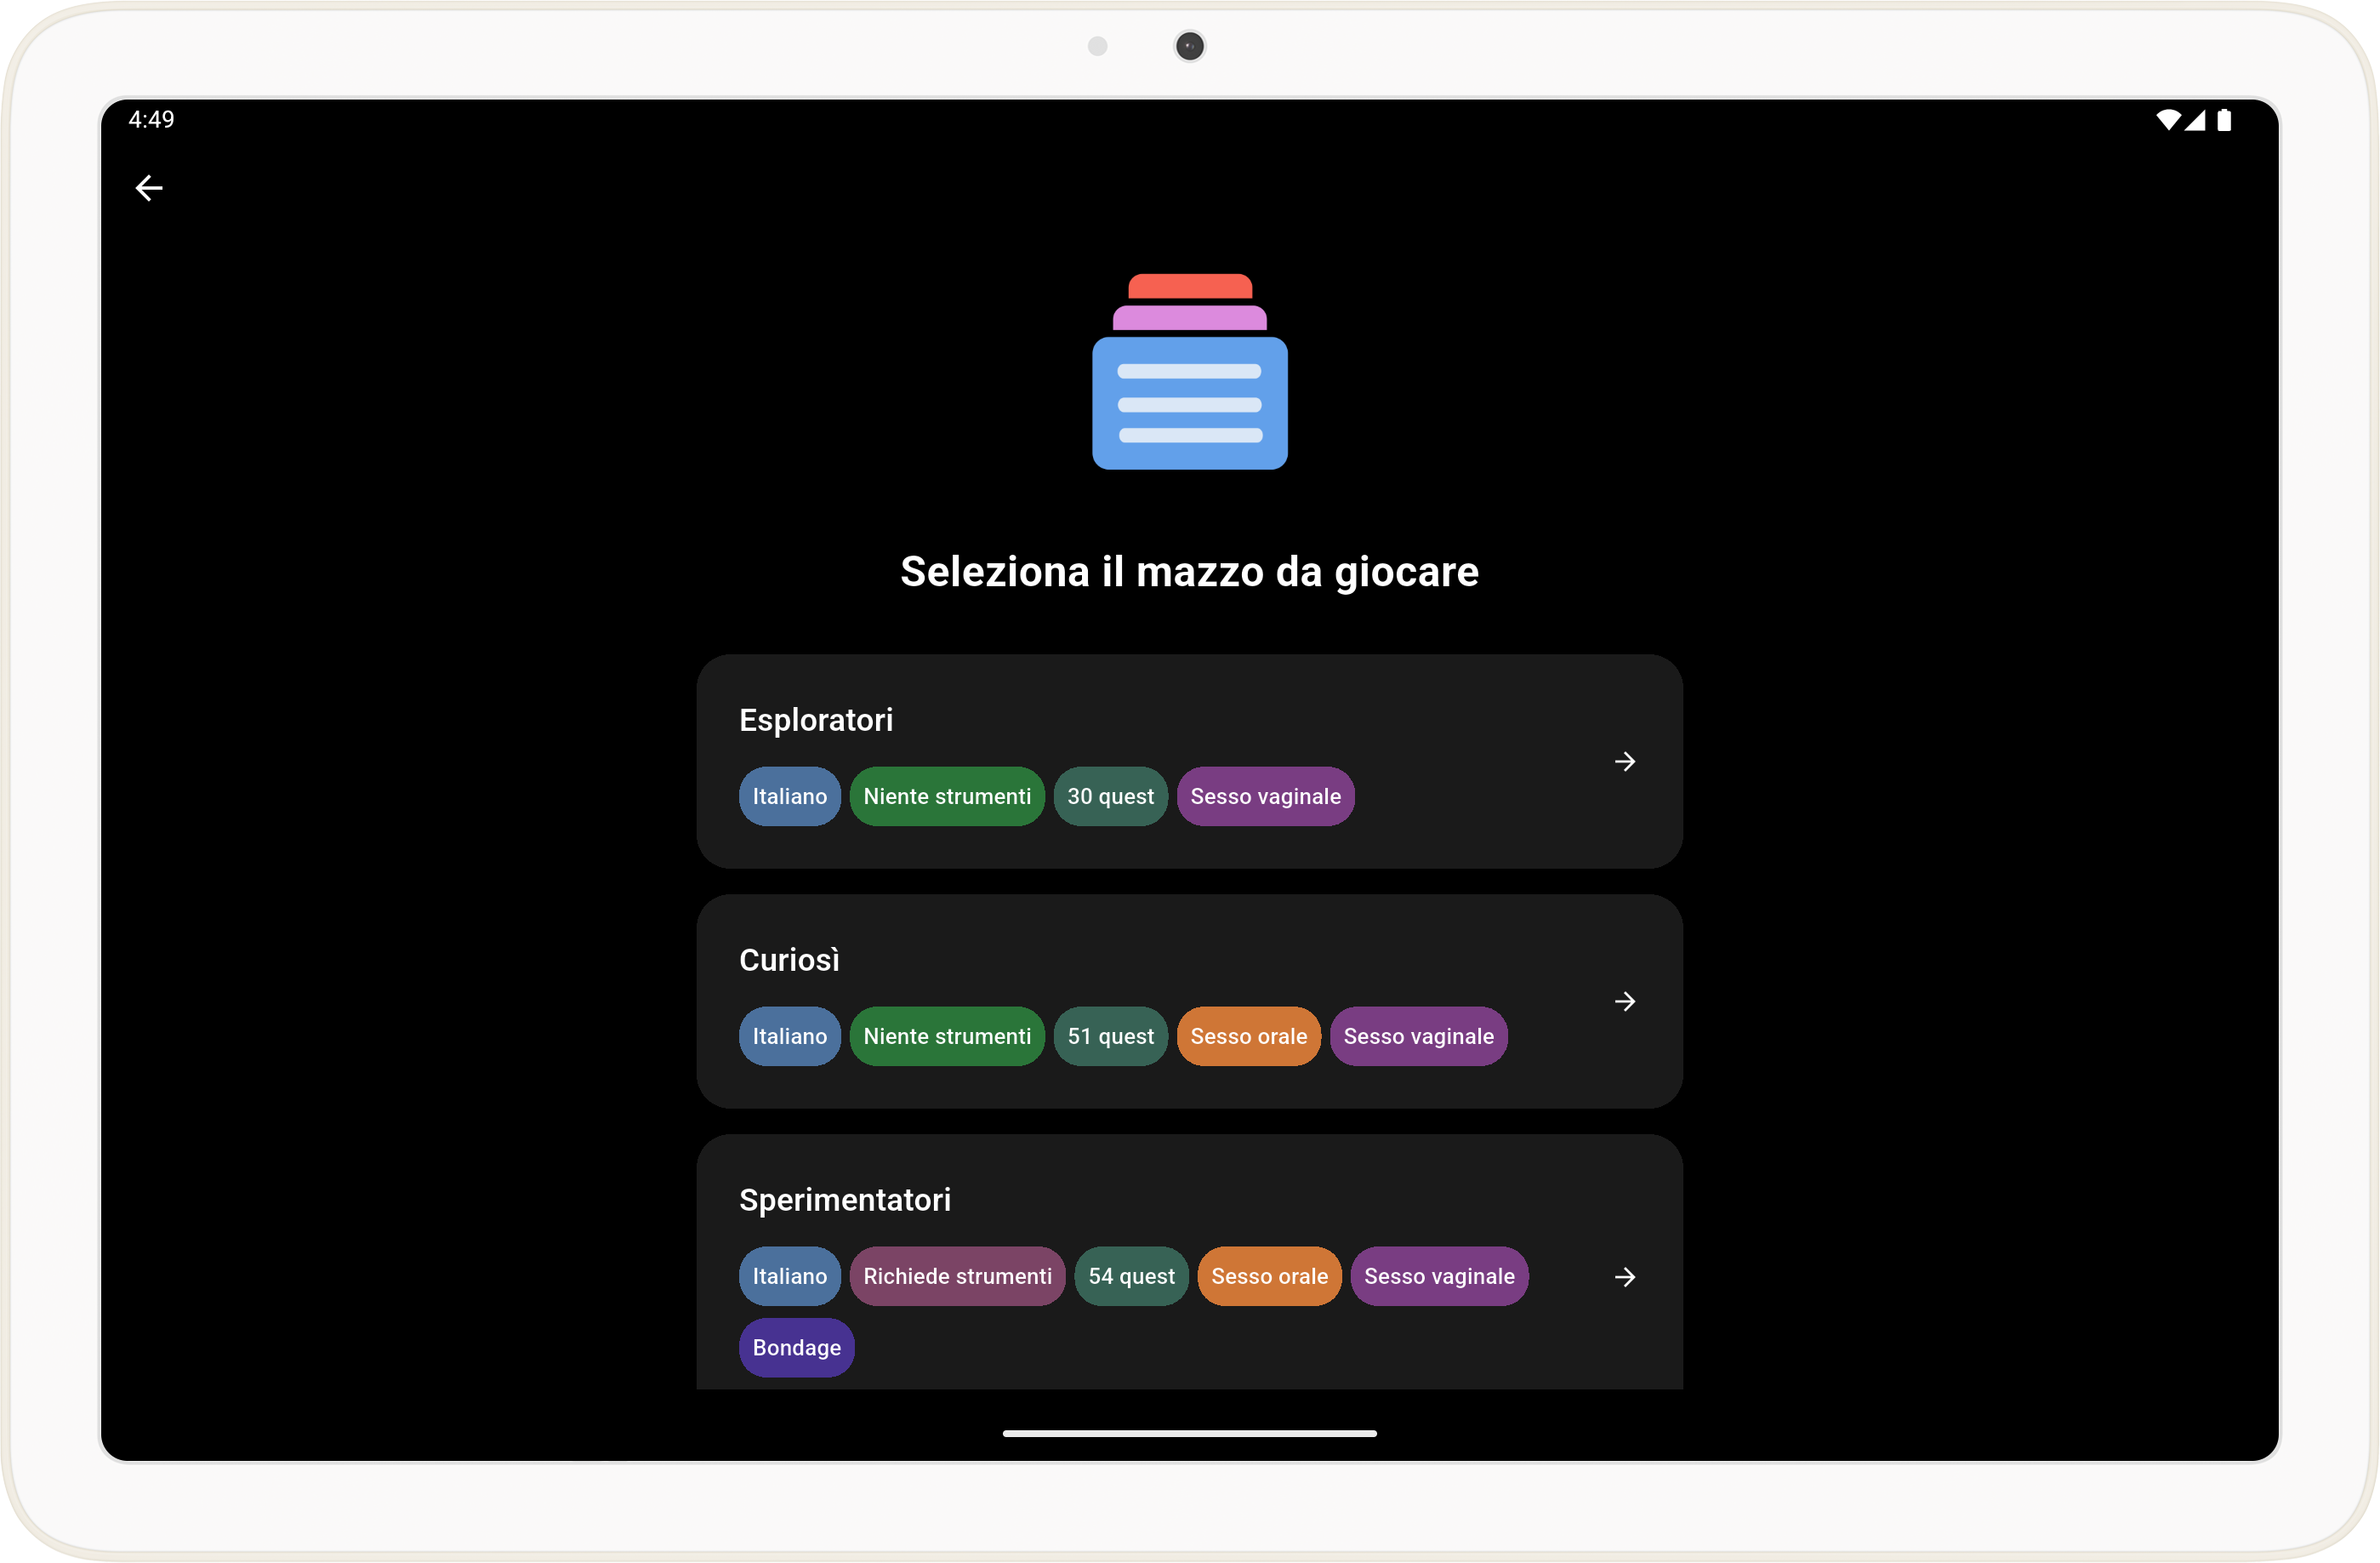 4:49
Seleziona il mazzo da giocare
Esploratori
Italiano Niente strumenti 30 quest Sesso vaginale
Curiosì
Italiano Niente strumenti 51 quest Sesso orale Sesso vaginale
Sperimentatori
Italiano Richiede strumenti 54 quest Sesso orale Sesso vaginale
Bondage